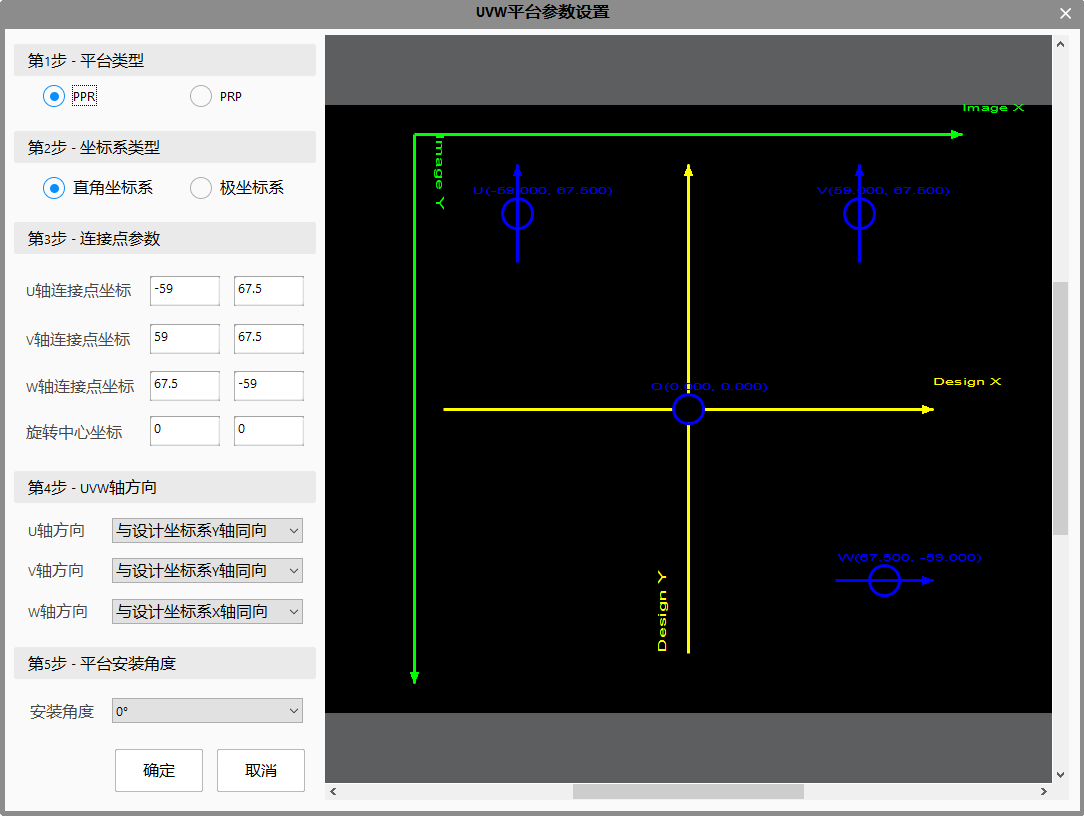 UVW平台参数设置
第1步 - 平台类型
PPR PRP
第2步 - 坐标系类型
直角坐标系 极坐标系
第3步 - 连接点参数
U轴连接点坐标 -59 67.5
V轴连接点坐标 59 67.5
W轴连接点坐标 67.5 -59
旋转中心坐标 0 0
第4步 - UVW轴方向
U轴方向 与设计坐标系Y轴同向
V轴方向 与设计坐标系Y轴同向
W轴方向 与设计坐标系X轴同向
第5步 - 平台安装角度
安装角度 0°
确定 取消
Image X
Image Y
U(-59.000, 67.500) V(59.000, 67.500)
O(0.000, 0.000) Design X
W(67.500, -59.000)
Design Y